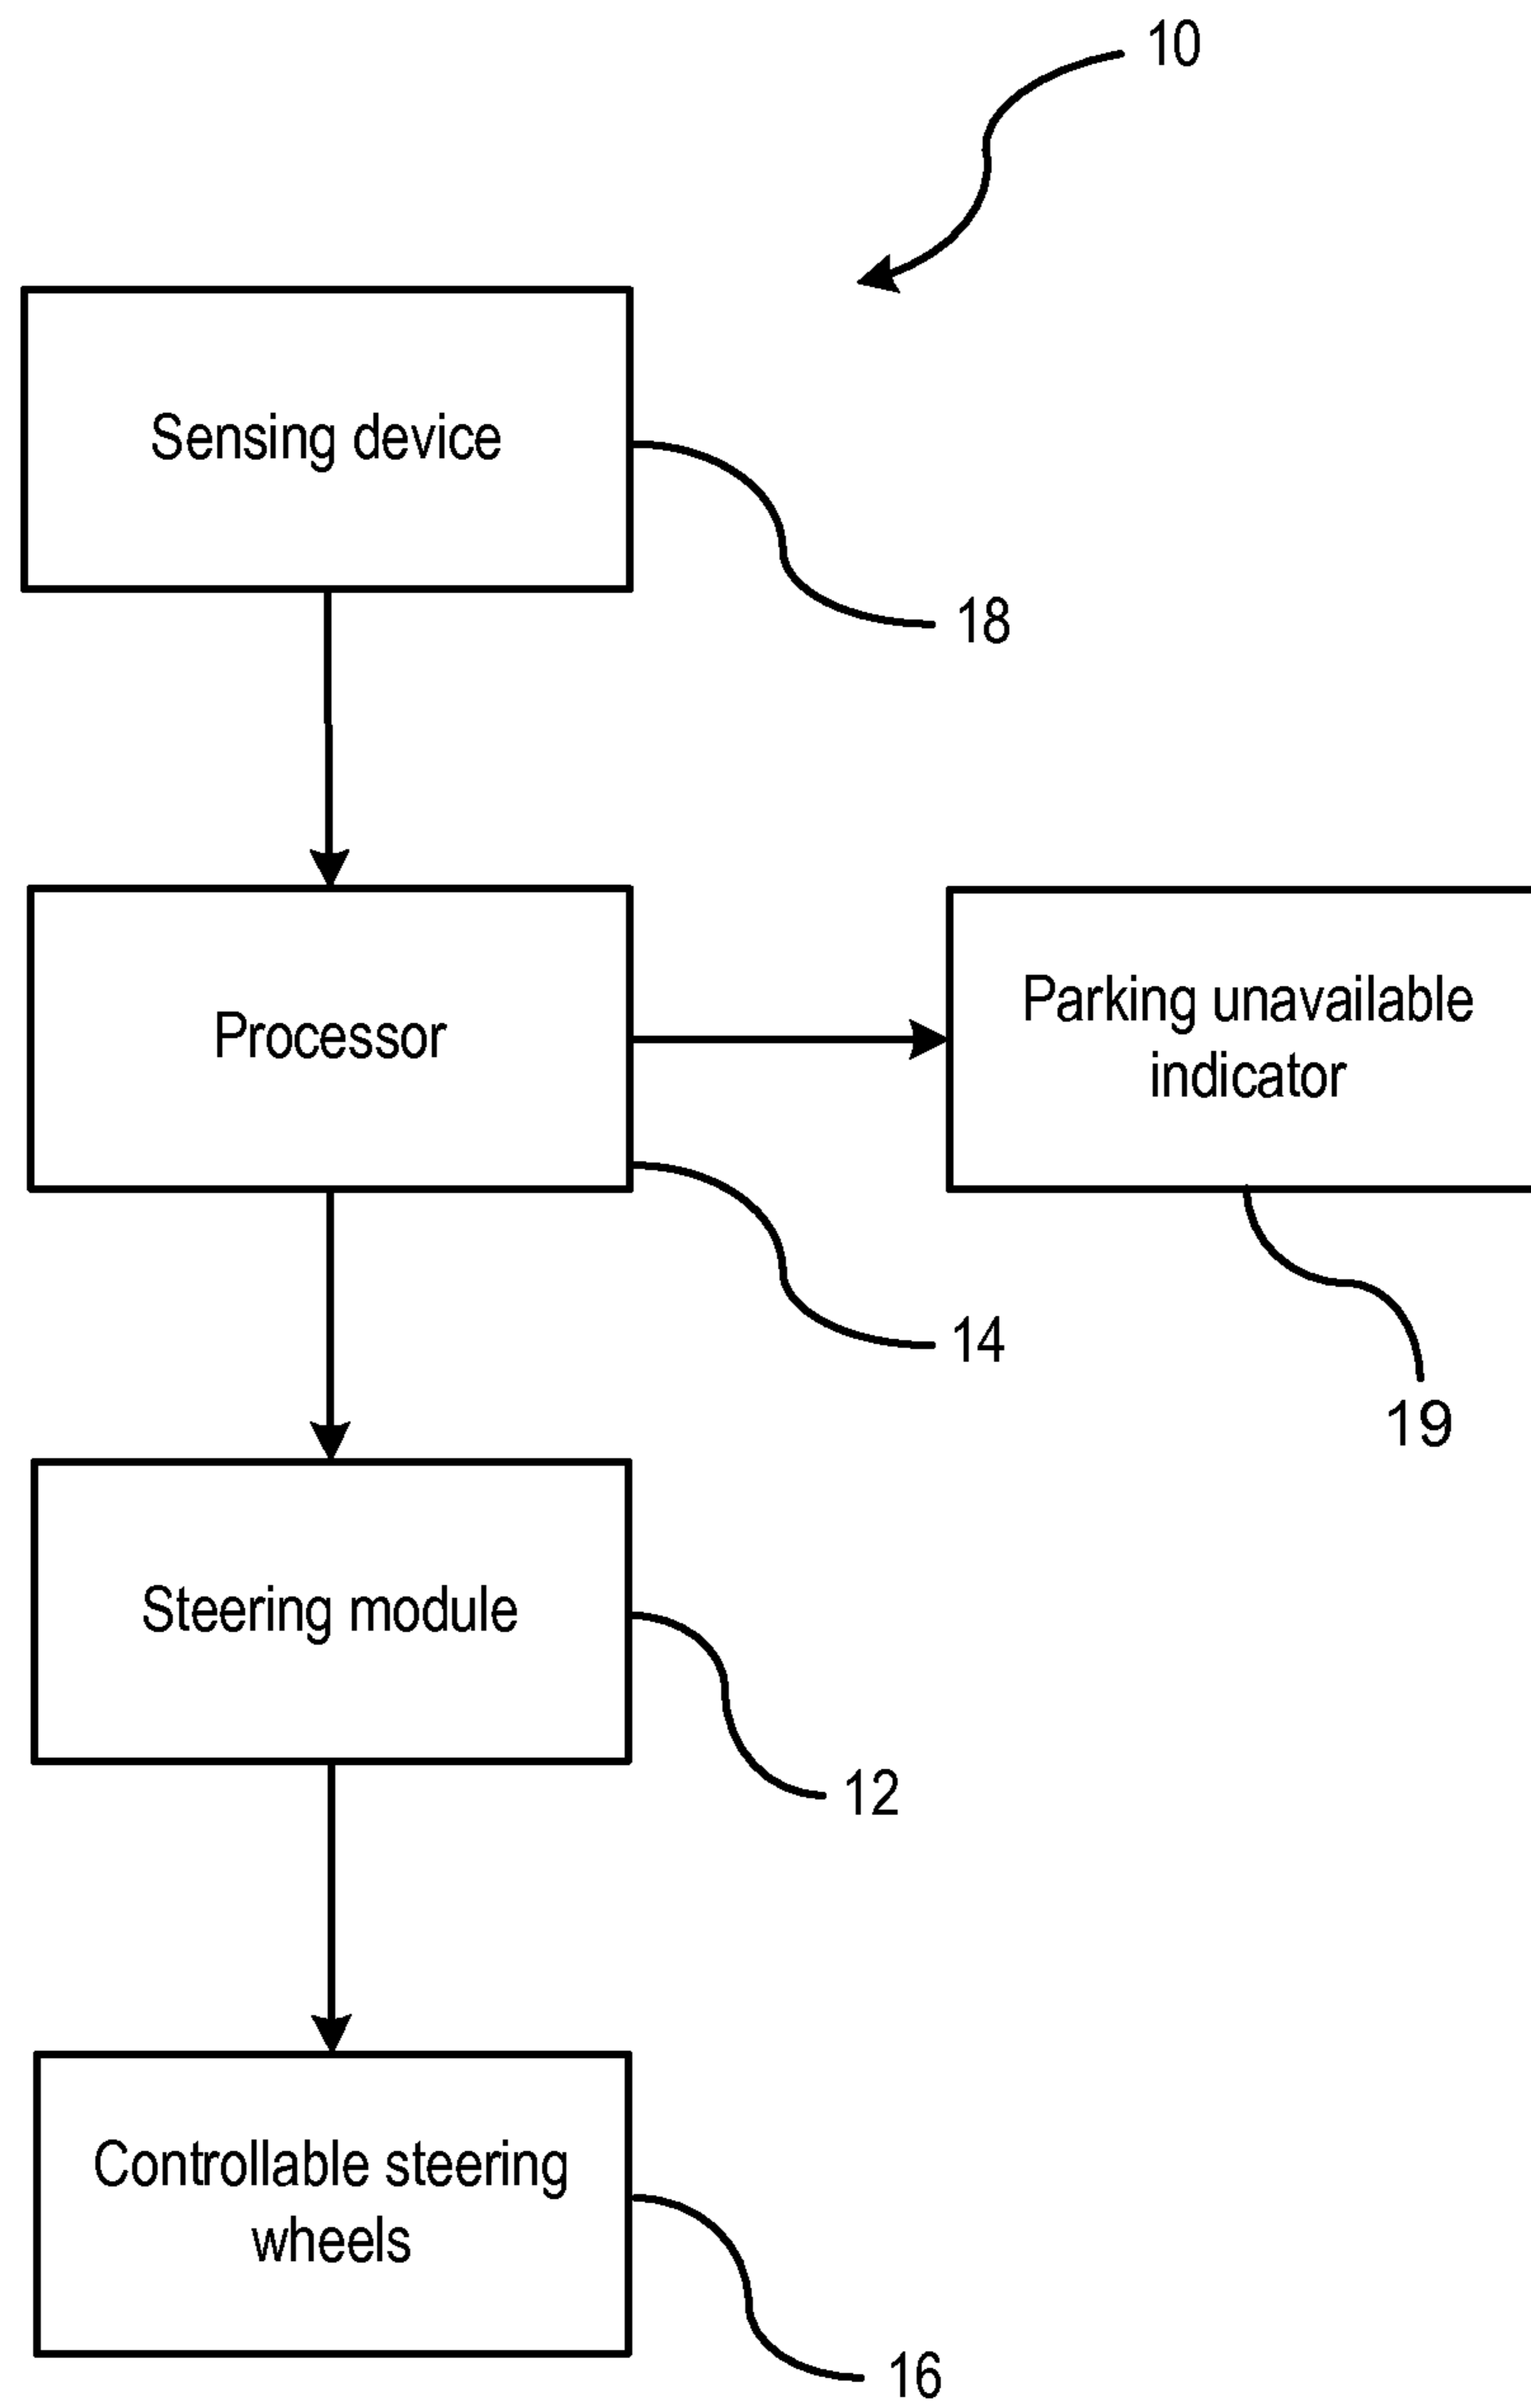 10
Sensing device
18
Processor
Parking unavailable
indicator
14
19
Steering module
12
Controllable steering
wheels
16